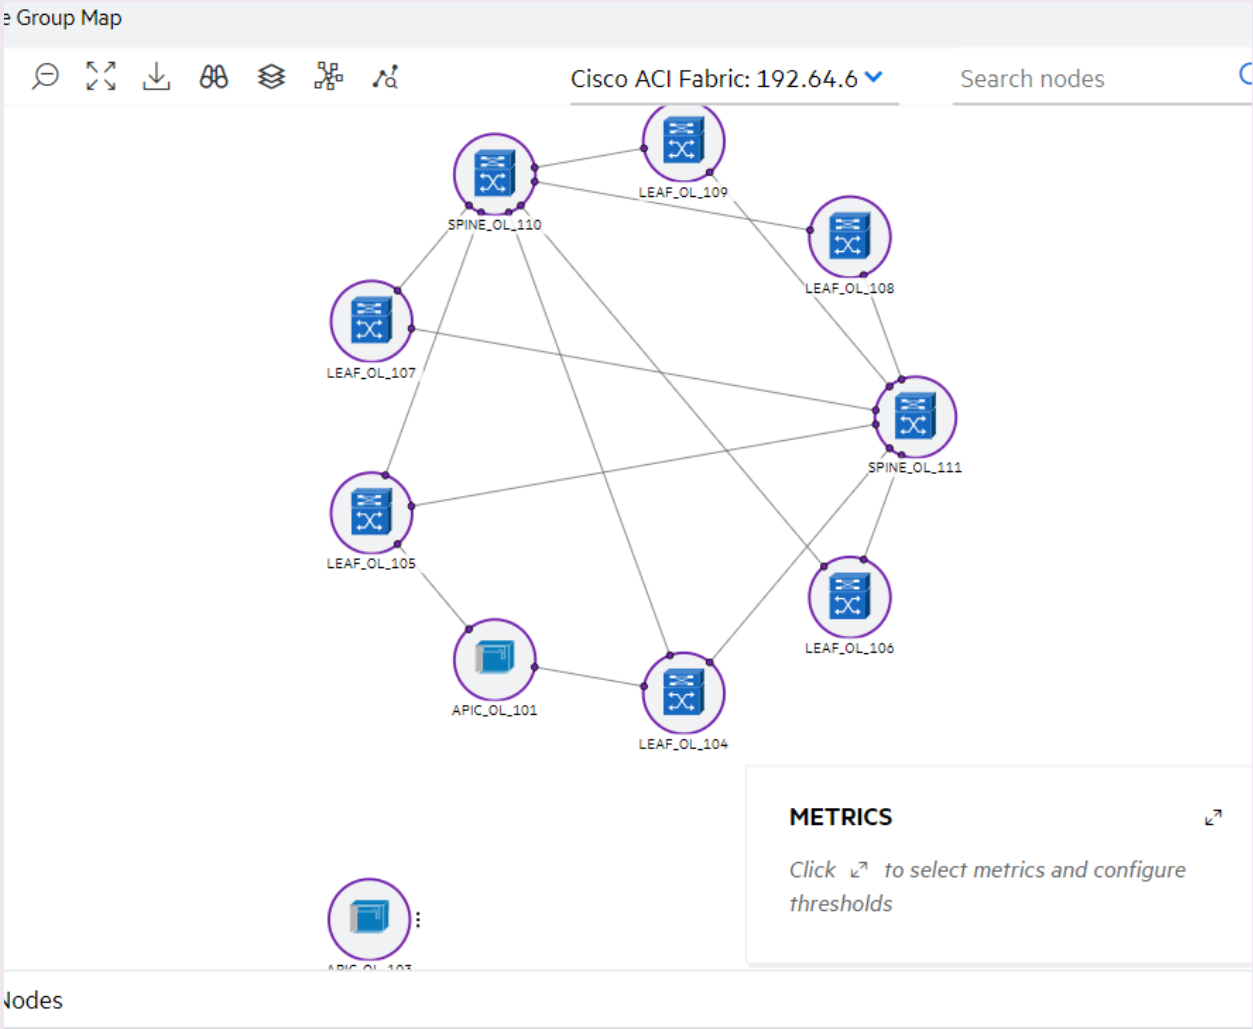 e Group Map
Cisco ACI Fabric: 192.64.6
Search nodes
LEAF_OL_109
SPINE_OL_110
LEAF_OL_108
LEAF_OL_107
SPINE_OL_111
LEAF_OL_105
LEAF_OL_106
APIC_OL_101
LEAF_OL_104
METRICS
Click to select metrics and configure
thresholds
APIC_OL_103
Nodes